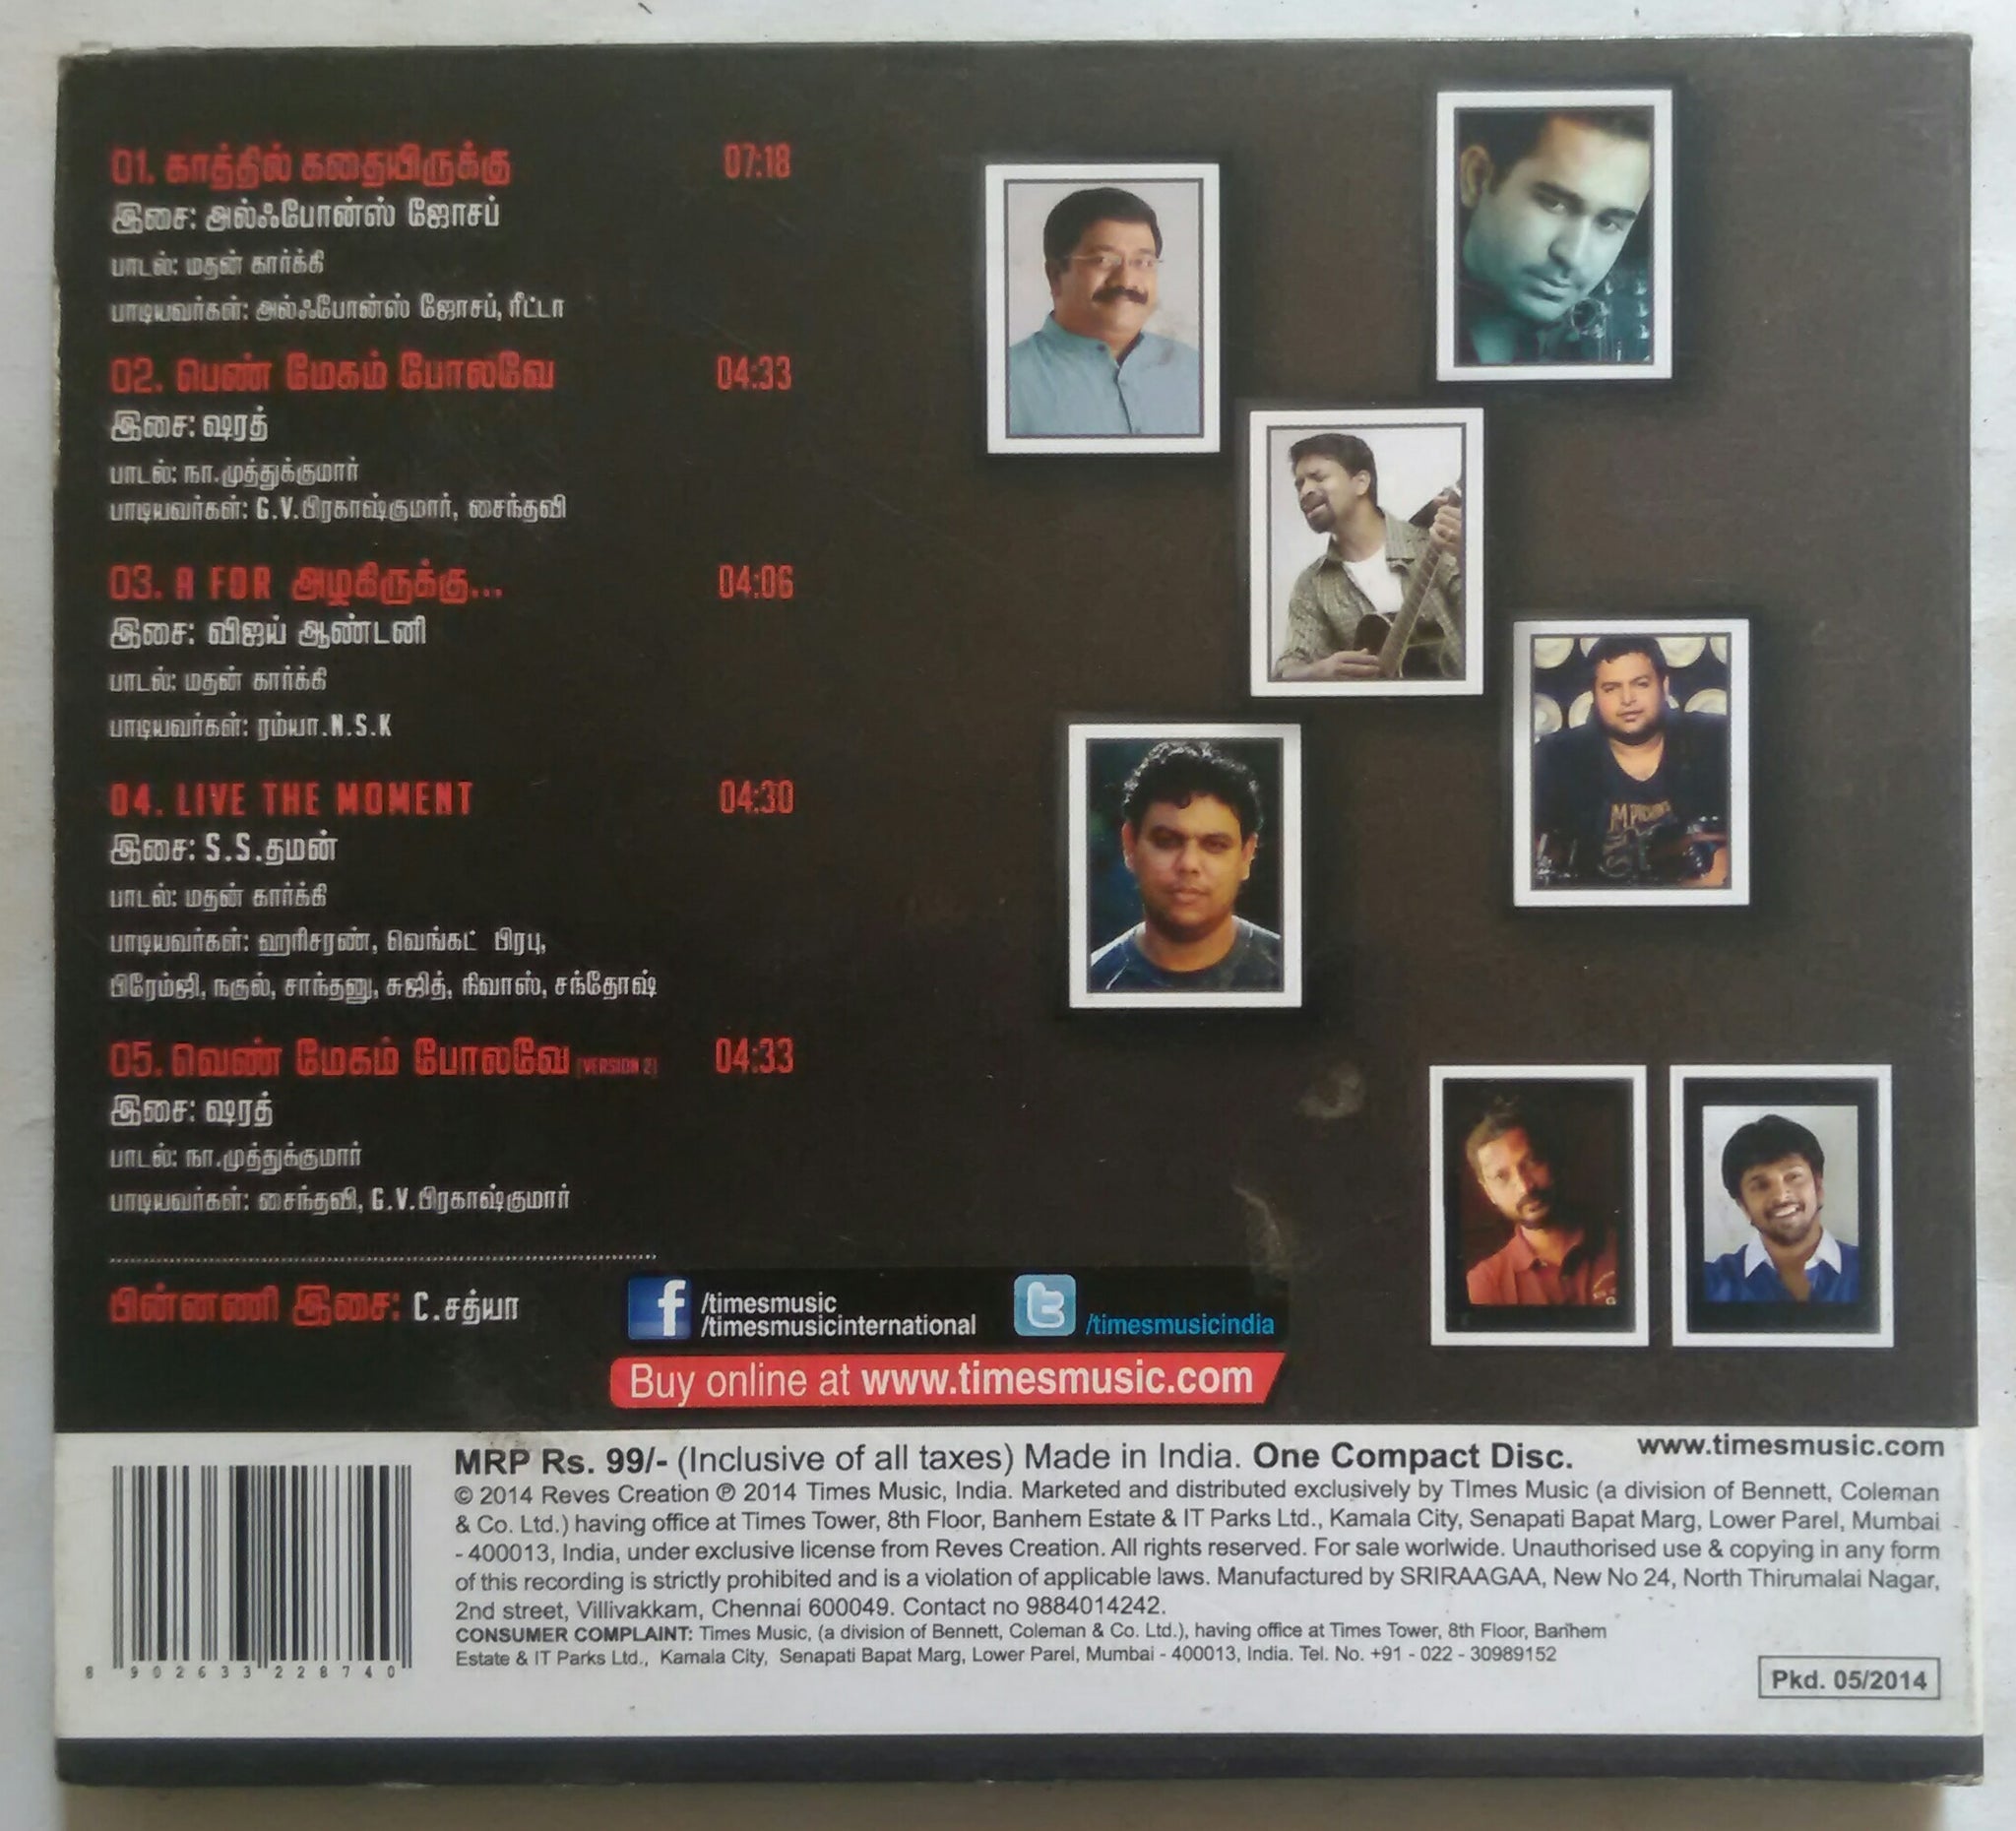 01. காத்தில் கதையிருக்கு 07:18
இசை: அல்ஃபோன்ஸ் ஜோசப்
பாடல்: மதன் கார்க்கி
பாடியவர்கள்: அல்ஃபோன்ஸ் ஜோசப், ரீட்டா
02. பெண் மேகம் போலவே 04:33
இசை: ஷரத்
பாடல்: நா.முத்துக்குமார்
பாடியவர்கள்: G.V.பிரகாஷ்குமார், சைந்தவி
03. A FOR அழகிருக்கு... 04:06
இசை: விஜய் ஆண்டனி
பாடல்: மதன் கார்க்கி
பாடியவர்கள்: ரம்யா.N.S.K
04. LIVE THE MOMENT 04:30
இசை: S.S.தமன்
பாடல்: மதன் கார்க்கி
பாடியவர்கள்: ஹரிசரண், வெங்கட் பிரபு,
பிரேம்ஜி, நகுல், சாந்தனு, சுஜித், நிவாஸ், சந்தோஷ்
05. வெண் மேகம் போலவே [VERSION 2] 04:33
இசை: ஷரத்
பாடல்: நா.முத்துக்குமார்
பாடியவர்கள்: சைந்தவி, G.V.பிரகாஷ்குமார்
பின்னணி இசை: C.சத்யா
/timesmusic
/timesmusicinternational
/timesmusicindia
Buy online at www.timesmusic.com
MRP Rs. 99/- (Inclusive of all taxes) Made in India. One Compact Disc. www.timesmusic.com
© 2014 Reves Creation ℗ 2014 Times Music, India. Marketed and distributed exclusively by TImes Music (a division of Bennett, Coleman
& Co. Ltd.) having office at Times Tower, 8th Floor, Banhem Estate & IT Parks Ltd., Kamala City, Senapati Bapat Marg, Lower Parel, Mumbai
- 400013, India, under exclusive license from Reves Creation. All rights reserved. For sale worlwide. Unauthorised use & copying in any form
of this recording is strictly prohibited and is a violation of applicable laws. Manufactured by SRIRAAGAA, New No 24, North Thirumalai Nagar,
2nd street, Villivakkam, Chennai 600049. Contact no 9884014242.
CONSUMER COMPLAINT: Times Music, (a division of Bennett, Coleman & Co. Ltd.), having office at Times Tower, 8th Floor, Banhem
Estate & IT Parks Ltd., Kamala City, Senapati Bapat Marg, Lower Parel, Mumbai - 400013, India. Tel. No. +91 - 022 - 30989152
8 902633 228740
Pkd. 05/2014